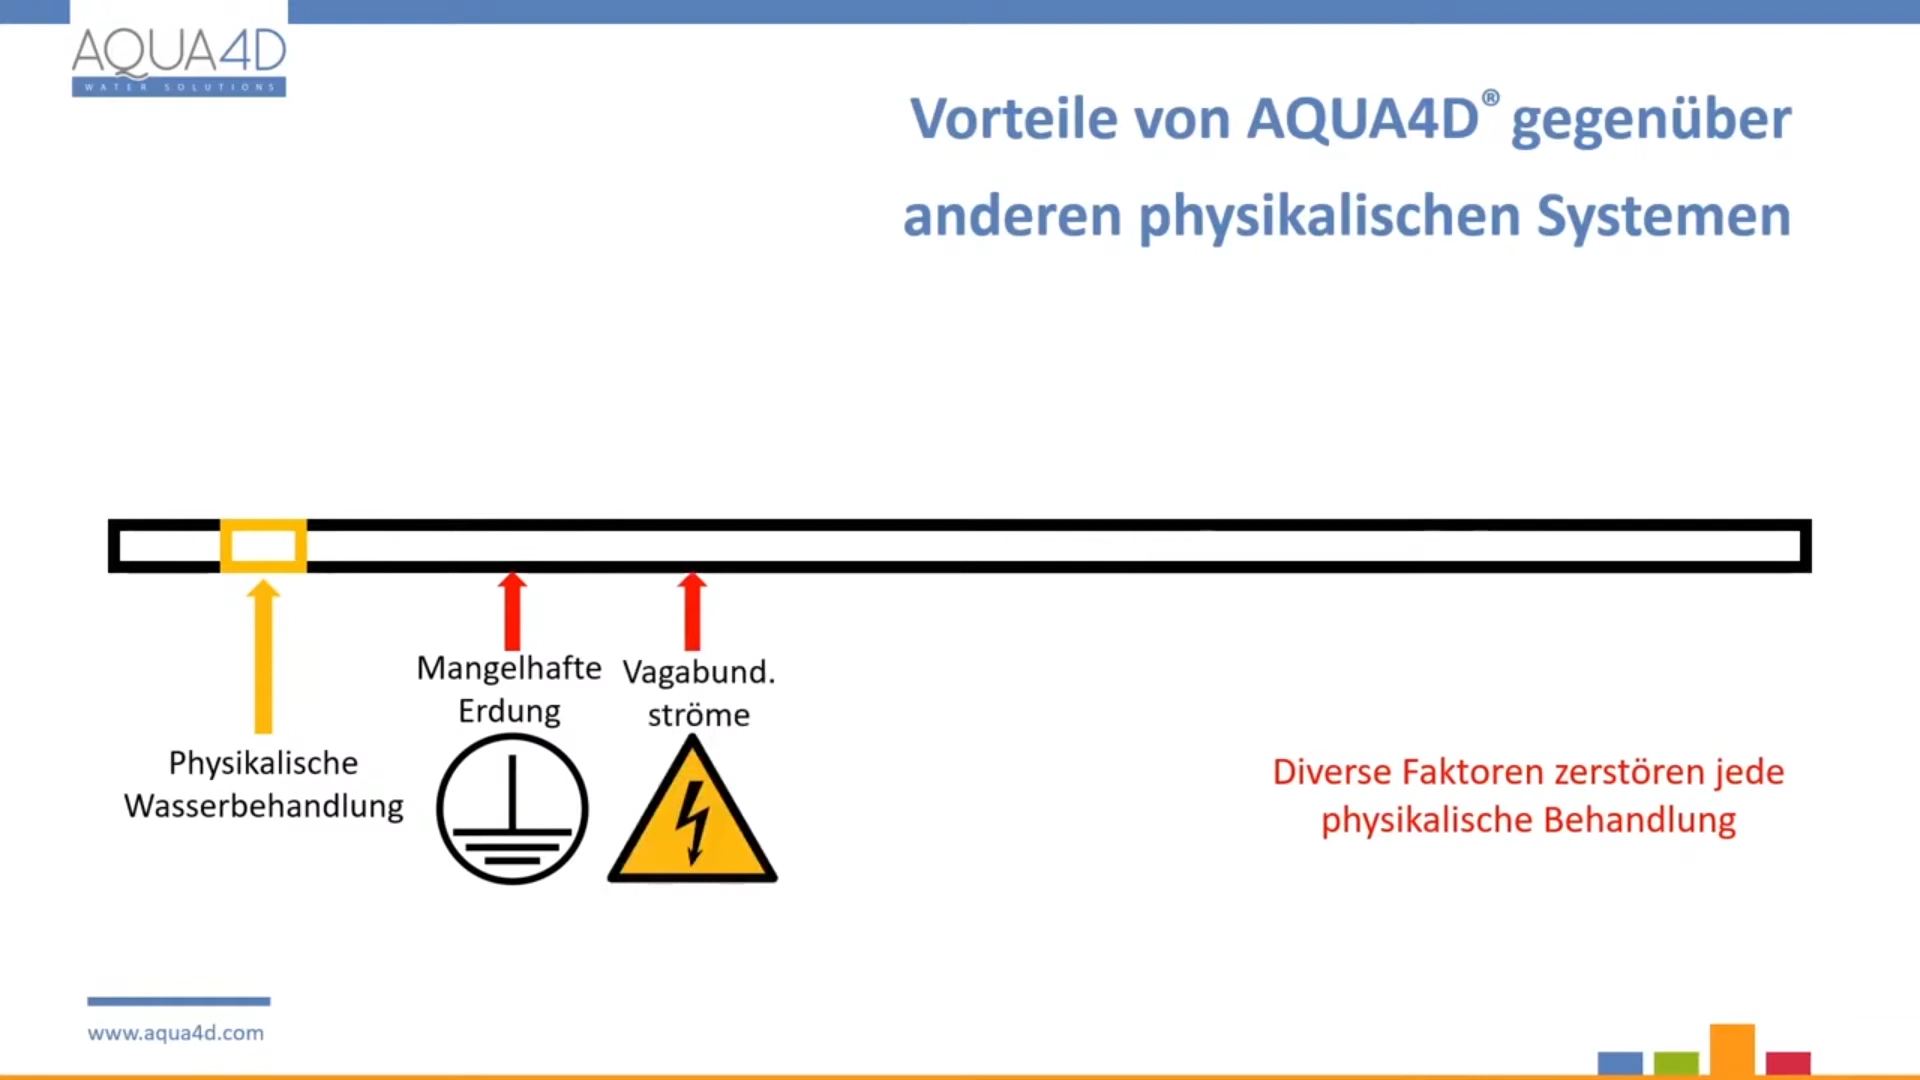 AQUA4D
WATER SOLUTIONS
Vorteile von AQUA4D® gegenüber
anderen physikalischen Systemen
Mangelhafte
Erdung
Vagabund.
ströme
Physikalische
Wasserbehandlung
Diverse Faktoren zerstören jede
physikalische Behandlung
www.aqua4d.com